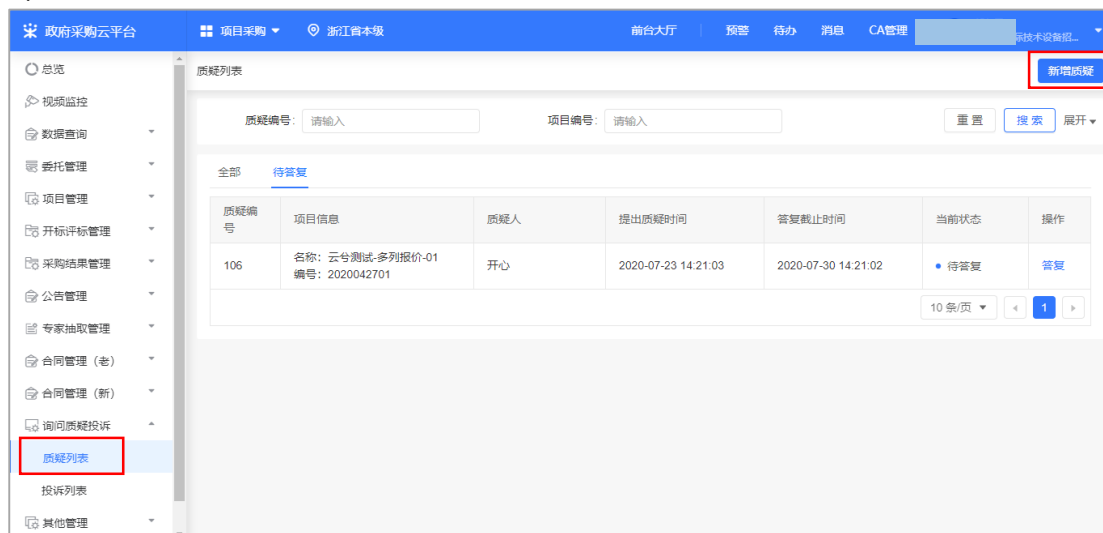 政府采购云平台 项目采购 浙江省本级 前台大厅 预警 待办 消息 CA管理 标技术设备招...
总览
质疑列表 新增质疑
视频监控
质疑编号: 请输入 项目编号: 请输入 重置 搜索 展开
数据查询
委托管理
全部 待答复
项目管理
质疑编号 项目信息 质疑人 提出质疑时间 答复截止时间 当前状态 操作
开标评标管理
106 名称：云兮测试-多列报价-01 开心 2020-07-23 14:21:03 2020-07-30 14:21:02 待答复 答复
编号：2020042701
采购结果管理
公告管理
10 条/页 1
专家抽取管理
合同管理（老）
合同管理（新）
询问质疑投诉
质疑列表
投诉列表
其他管理